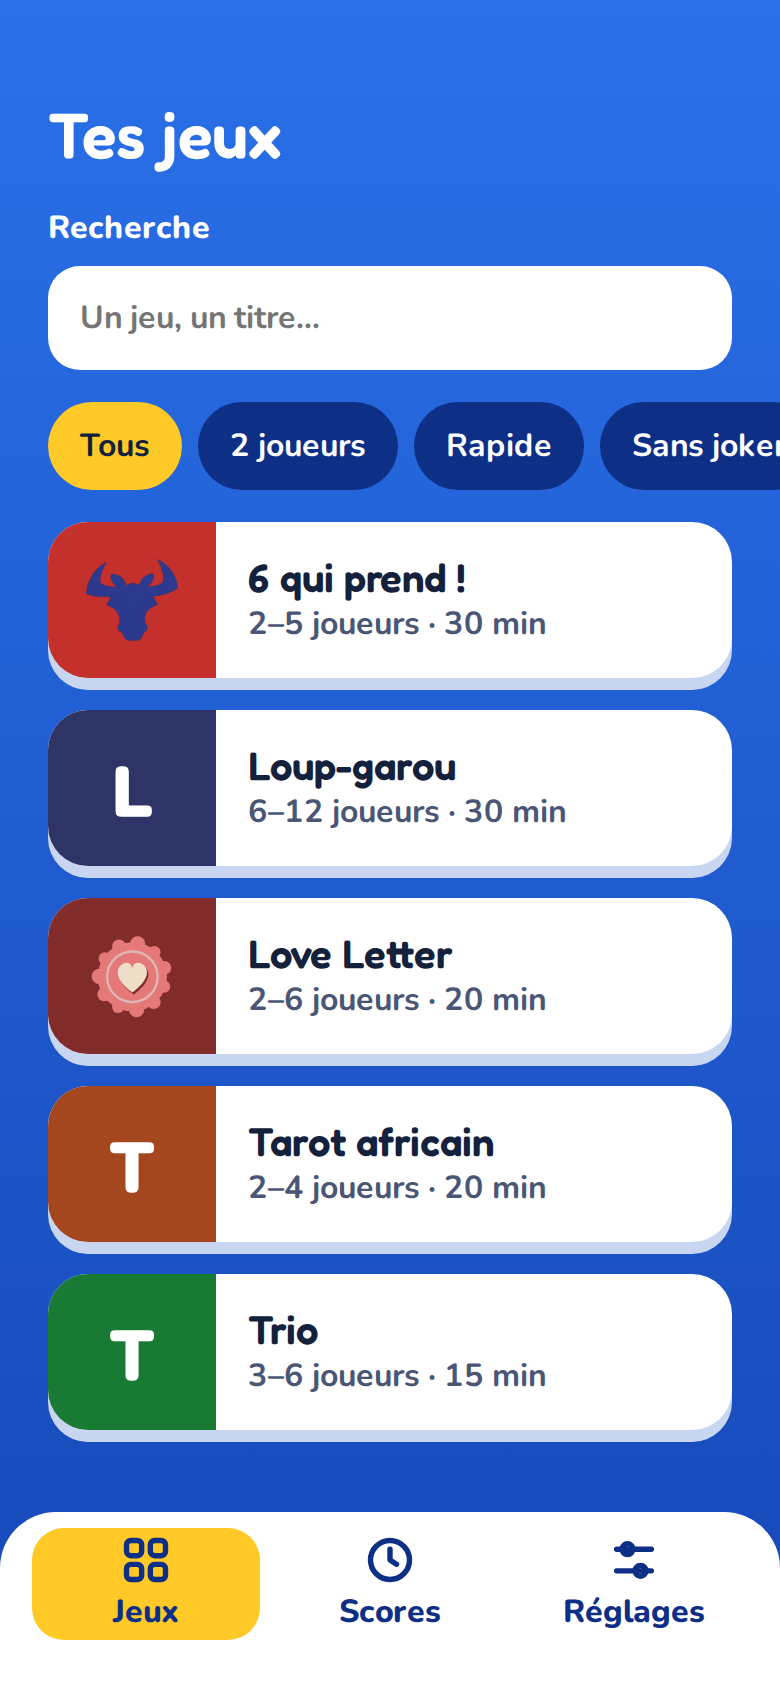 Tes jeux
Recherche
Un jeu, un titre...
Tous
2 joueurs
Rapide
Sans joker
6 qui prend !
2–5 joueurs · 30 min
L
Loup-garou
6–12 joueurs · 30 min
Love Letter
2–6 joueurs · 20 min
T
Tarot africain
2–4 joueurs · 20 min
T
Trio
3–6 joueurs · 15 min
Jeux
Scores
Réglages